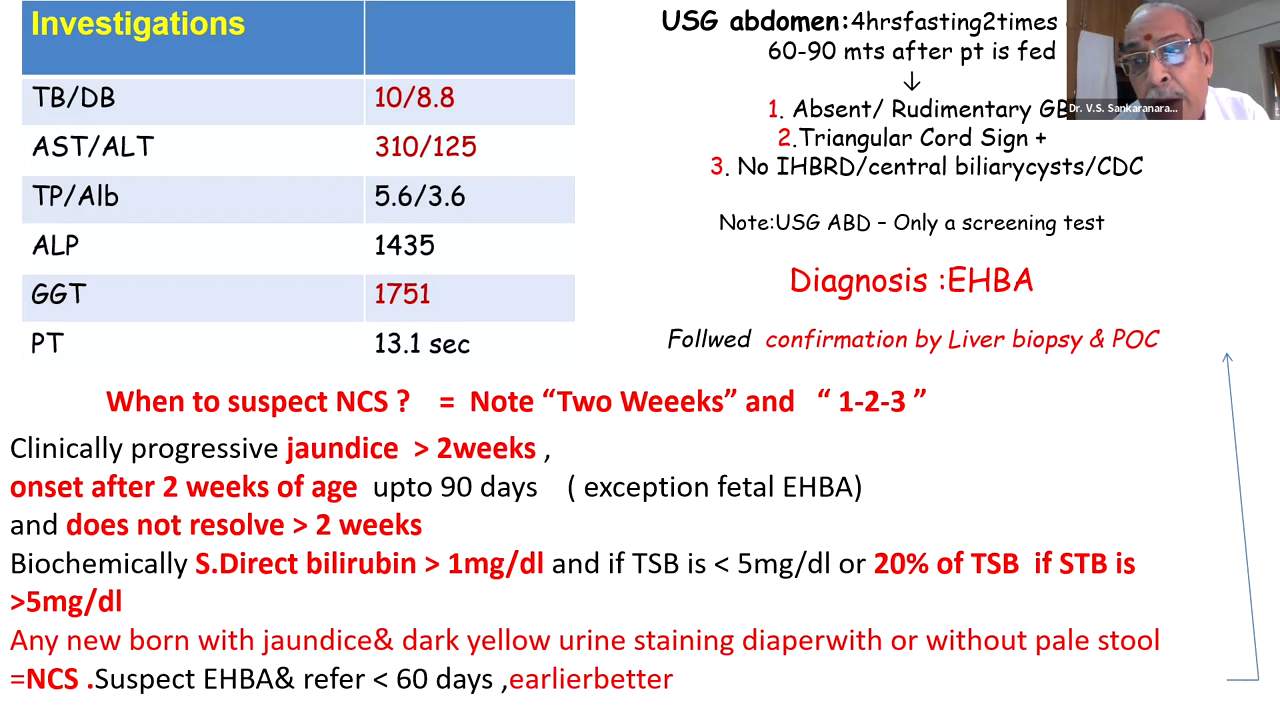 Investigations
TB/DB 10/8.8
AST/ALT 310/125
TP/Alb 5.6/3.6
ALP 1435
GGT 1751
PT 13.1 sec
USG abdomen:4hrsfasting2times
60-90 mts after pt is fed
↓
1. Absent/ Rudimentary GB
2.Triangular Cord Sign +
3. No IHBRD/central biliarycysts/CDC
Note:USG ABD – Only a screening test
Diagnosis :EHBA
Follwed confirmation by Liver biopsy & POC
Dr. V.S. Sankaranara...
When to suspect NCS ? = Note “Two Weeeks” and “ 1-2-3 ”
Clinically progressive jaundice > 2weeks ,
onset after 2 weeks of age upto 90 days ( exception fetal EHBA)
and does not resolve > 2 weeks
Biochemically S.Direct bilirubin > 1mg/dl and if TSB is < 5mg/dl or 20% of TSB if STB is
>5mg/dl
Any new born with jaundice& dark yellow urine staining diaperwith or without pale stool
=NCS .Suspect EHBA& refer < 60 days ,earlierbetter